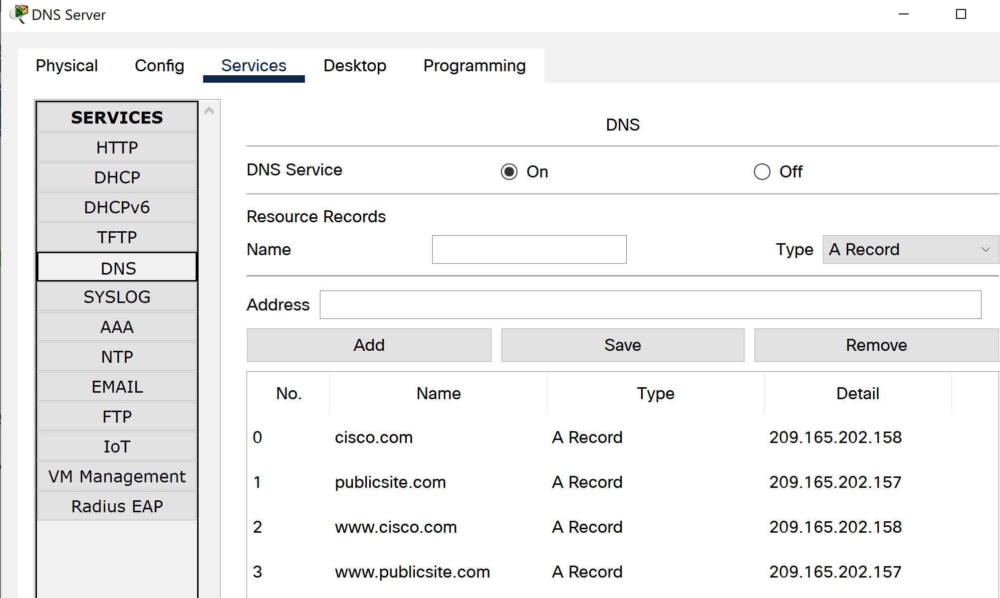 DNS Server
Physical Config Services Desktop Programming
SERVICES
HTTP
DHCP
DHCPv6
TFTP
DNS
SYSLOG
AAA
NTP
EMAIL
FTP
IoT
VM Management
Radius EAP
DNS
DNS Service On Off
Resource Records
Name Type A Record
Address
Add Save Remove
No. Name Type Detail
0 cisco.com A Record 209.165.202.158
1 publicsite.com A Record 209.165.202.157
2 www.cisco.com A Record 209.165.202.158
3 www.publicsite.com A Record 209.165.202.157